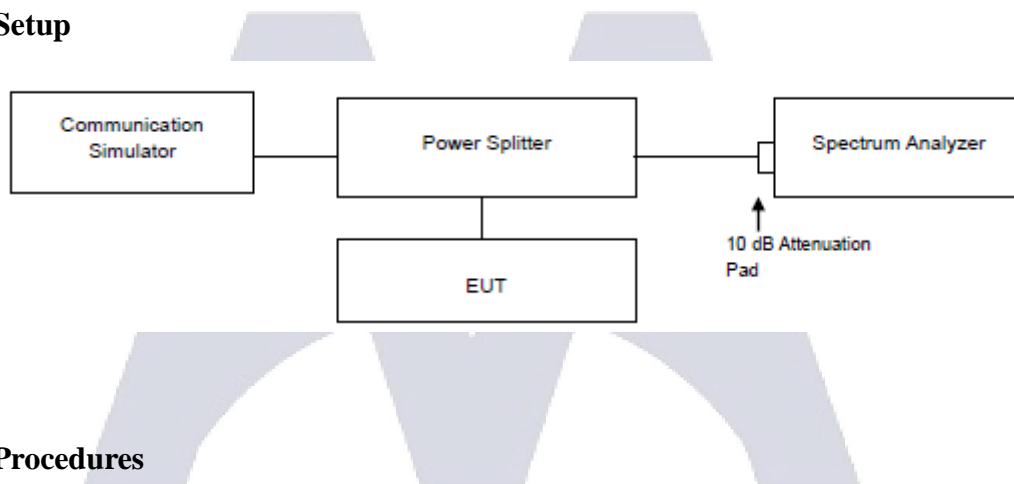 Setup
Communication
Simulator
Power Splitter
Spectrum Analyzer
10 dB Attenuation
Pad
EUT
Procedures